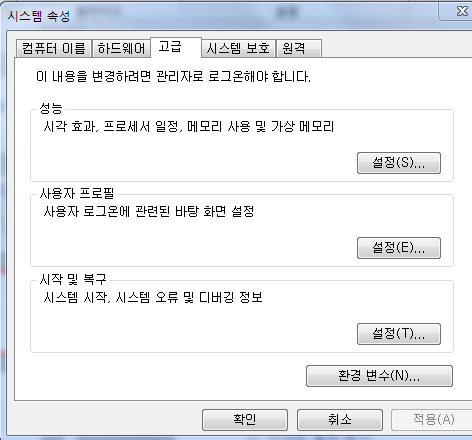 시스템 속성
컴퓨터 이름 하드웨어 고급 시스템 보호 원격
이 내용을 변경하려면 관리자로 로그온해야 합니다.
성능
시각 효과, 프로세서 일정, 메모리 사용 및 가상 메모리
설정(S)...
사용자 프로필
사용자 로그온에 관련된 바탕 화면 설정
설정(E)...
시작 및 복구
시스템 시작, 시스템 오류 및 디버깅 정보
설정(T)...
환경 변수(N)...
확인 취소 적용(A)